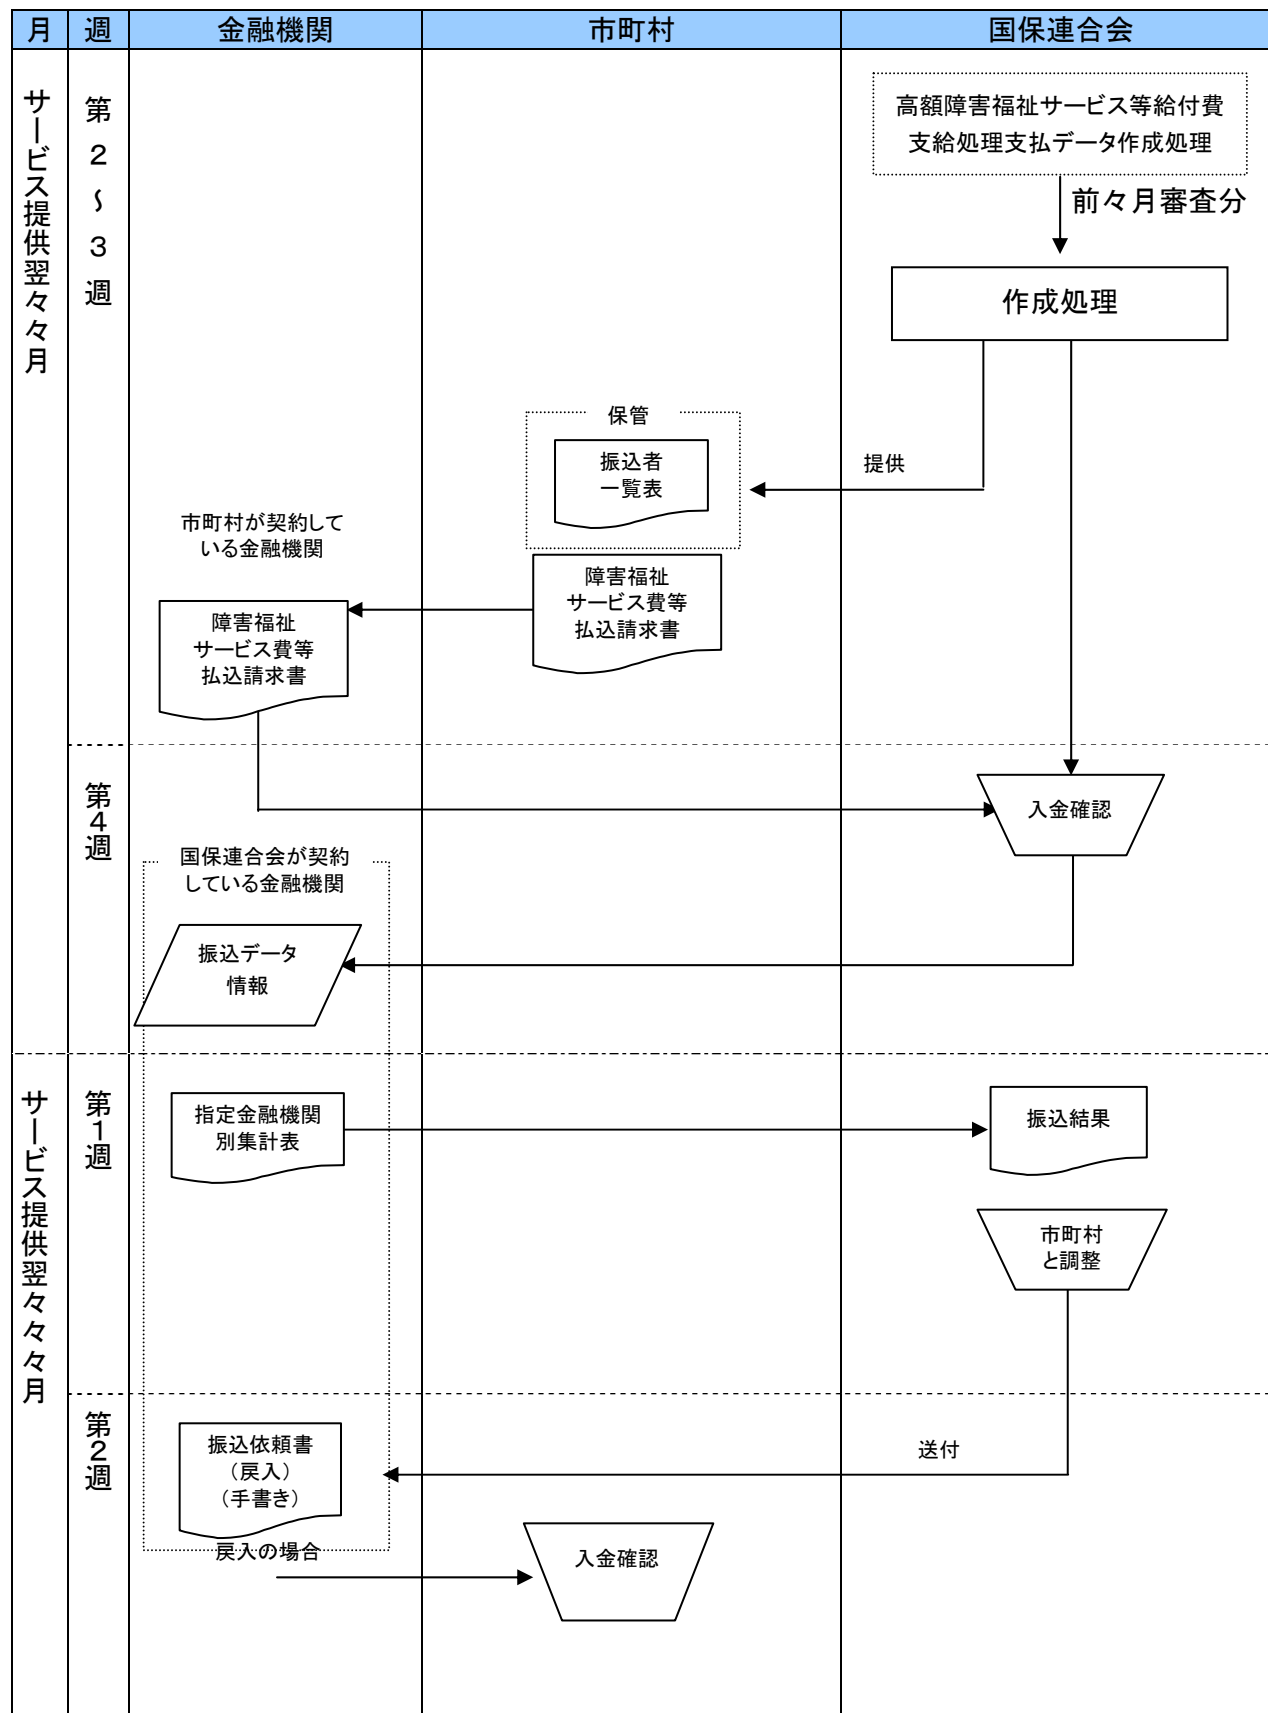 月
週
金融機関
市町村
国保連合会
サービス提供翌々々月
第２～３週
高額障害福祉サービス等給付費
支給処理支払データ作成処理
前々月審査分
作成処理
保管
振込者
一覧表
提供
市町村が契約して
いる金融機関
障害福祉
サービス費等
払込請求書
障害福祉
サービス費等
払込請求書
第４週
入金確認
国保連合会が契約
している金融機関
振込データ
情報
サービス提供翌々々々月
第１週
指定金融機関
別集計表
振込結果
市町村
と調整
第２週
振込依頼書
（戻入）
（手書き）
送付
戻入の場合
入金確認